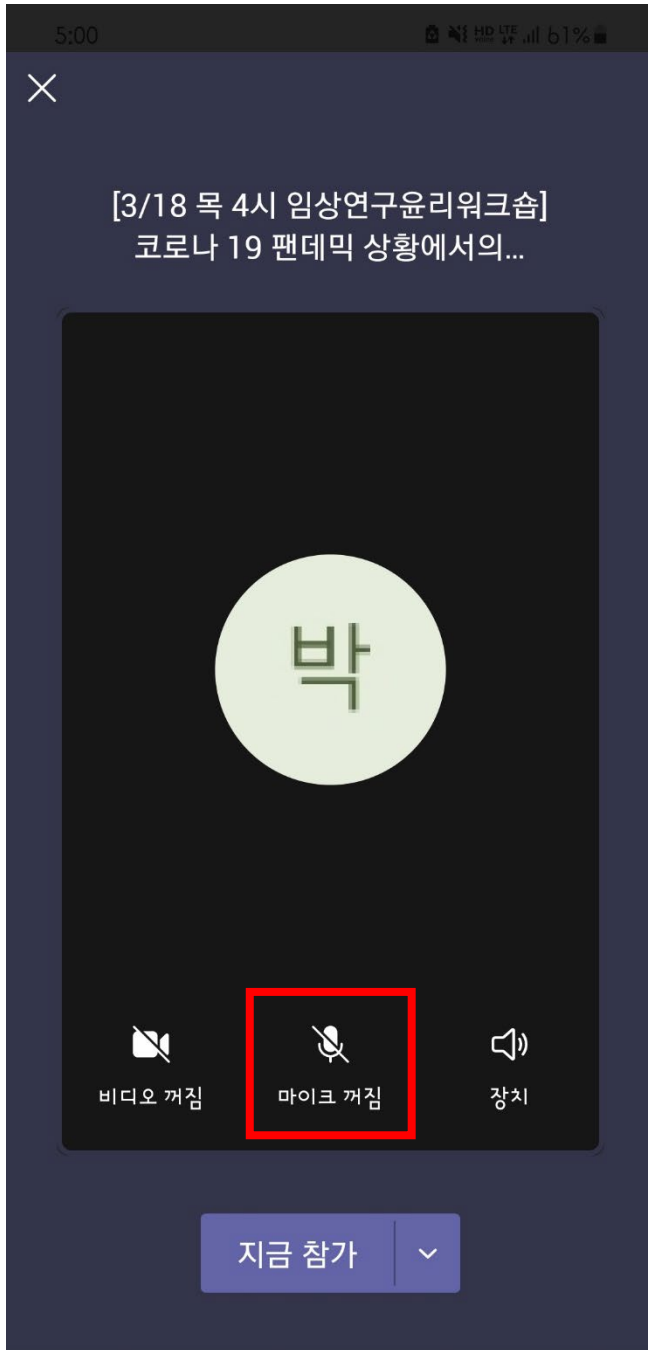 5:00 HD LTE 61%
[3/18 목 4시 임상연구윤리워크숍]
코로나 19 팬데믹 상황에서의...
박
비디오 꺼짐 마이크 꺼짐 장치
지금 참가